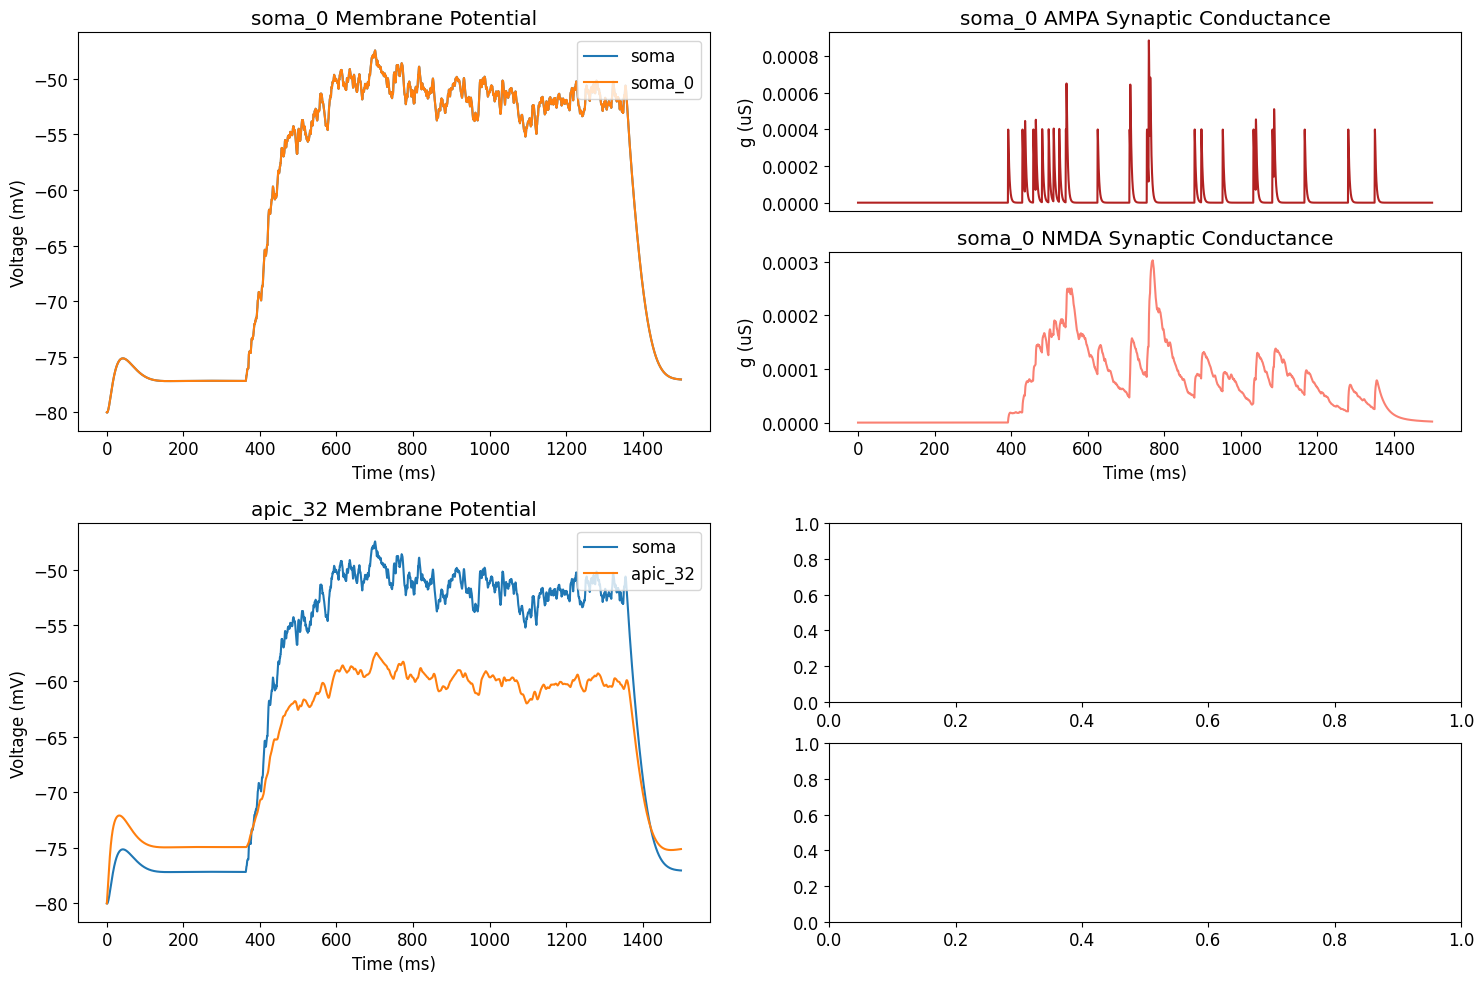 soma_0 Membrane Potential
soma
soma_0
Voltage (mV)
−50
−55
−60
−65
−70
−75
−80
0 200 400 600 800 1000 1200 1400
Time (ms)
soma_0 AMPA Synaptic Conductance
g (uS)
0.0008
0.0006
0.0004
0.0002
0.0000
soma_0 NMDA Synaptic Conductance
g (uS)
0.0003
0.0002
0.0001
0.0000
0 200 400 600 800 1000 1200 1400
Time (ms)
apic_32 Membrane Potential
soma
apic_32
Voltage (mV)
−50
−55
−60
−65
−70
−75
−80
0 200 400 600 800 1000 1200 1400
Time (ms)
1.0
0.8
0.6
0.4
0.2
0.0
0.0 0.2 0.4 0.6 0.8 1.0
1.0
0.8
0.6
0.4
0.2
0.0
0.0 0.2 0.4 0.6 0.8 1.0